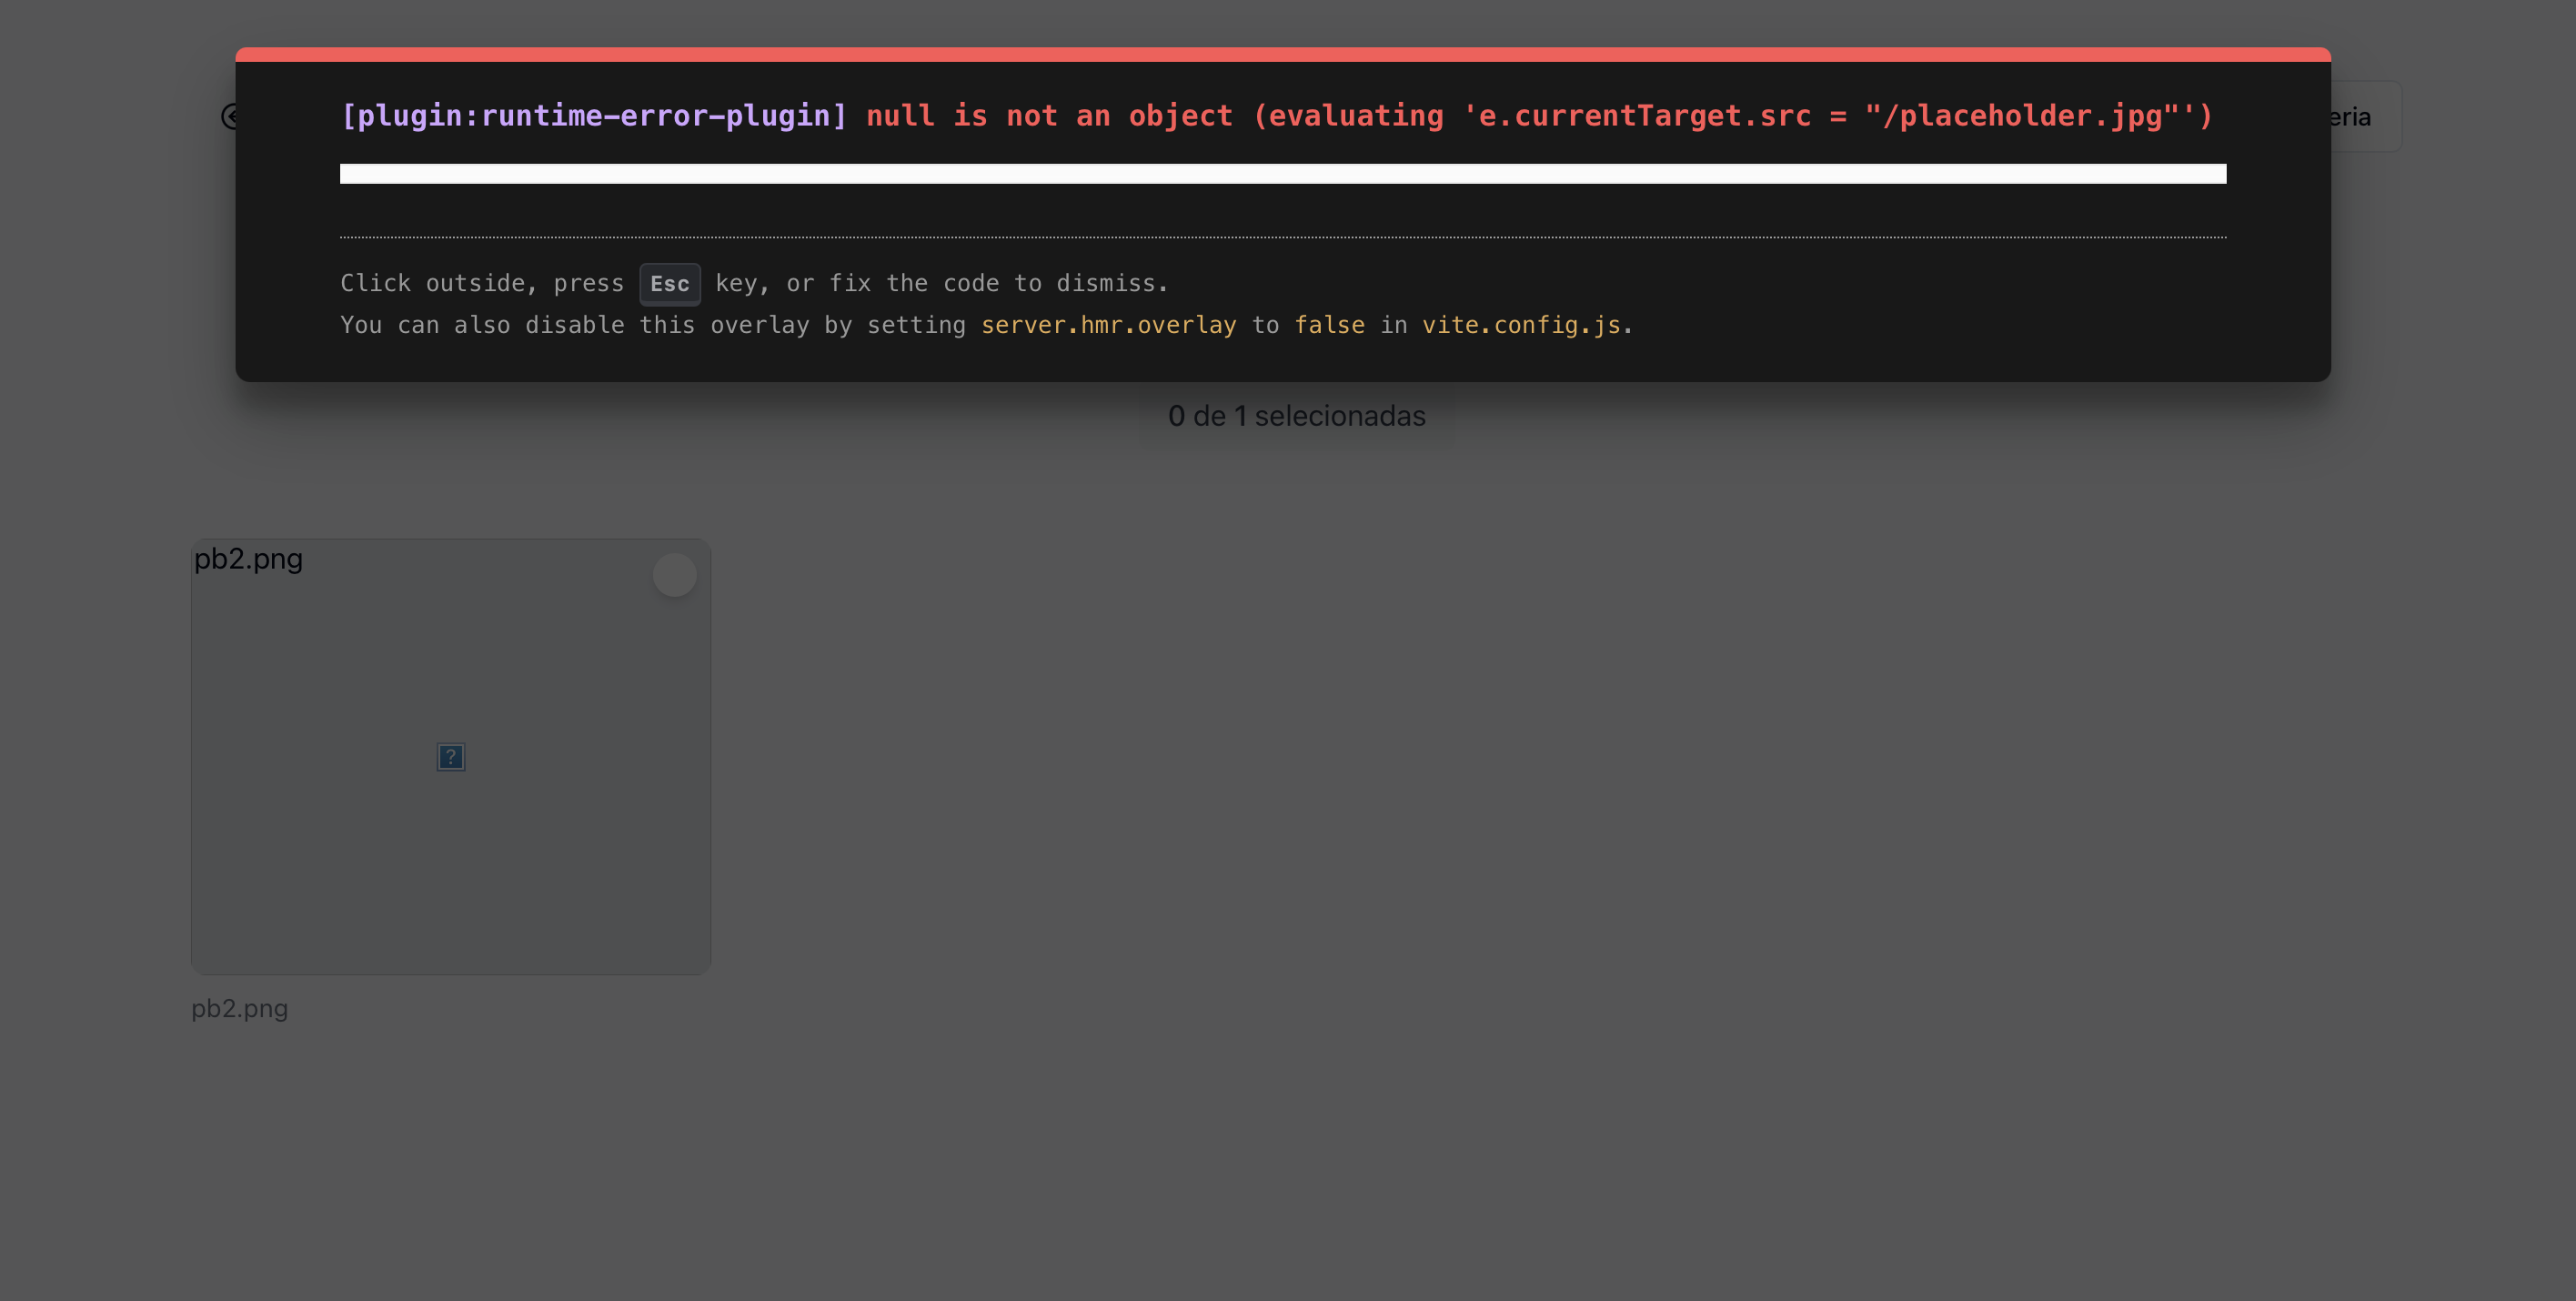 [plugin:runtime-error-plugin] null is not an object (evaluating 'e.currentTarget.src = "/placeholder.jpg"')
eria
Click outside, press Esc key, or fix the code to dismiss.
You can also disable this overlay by setting server.hmr.overlay to false in vite.config.js.
0 de 1 selecionadas
pb2.png
?
pb2.png